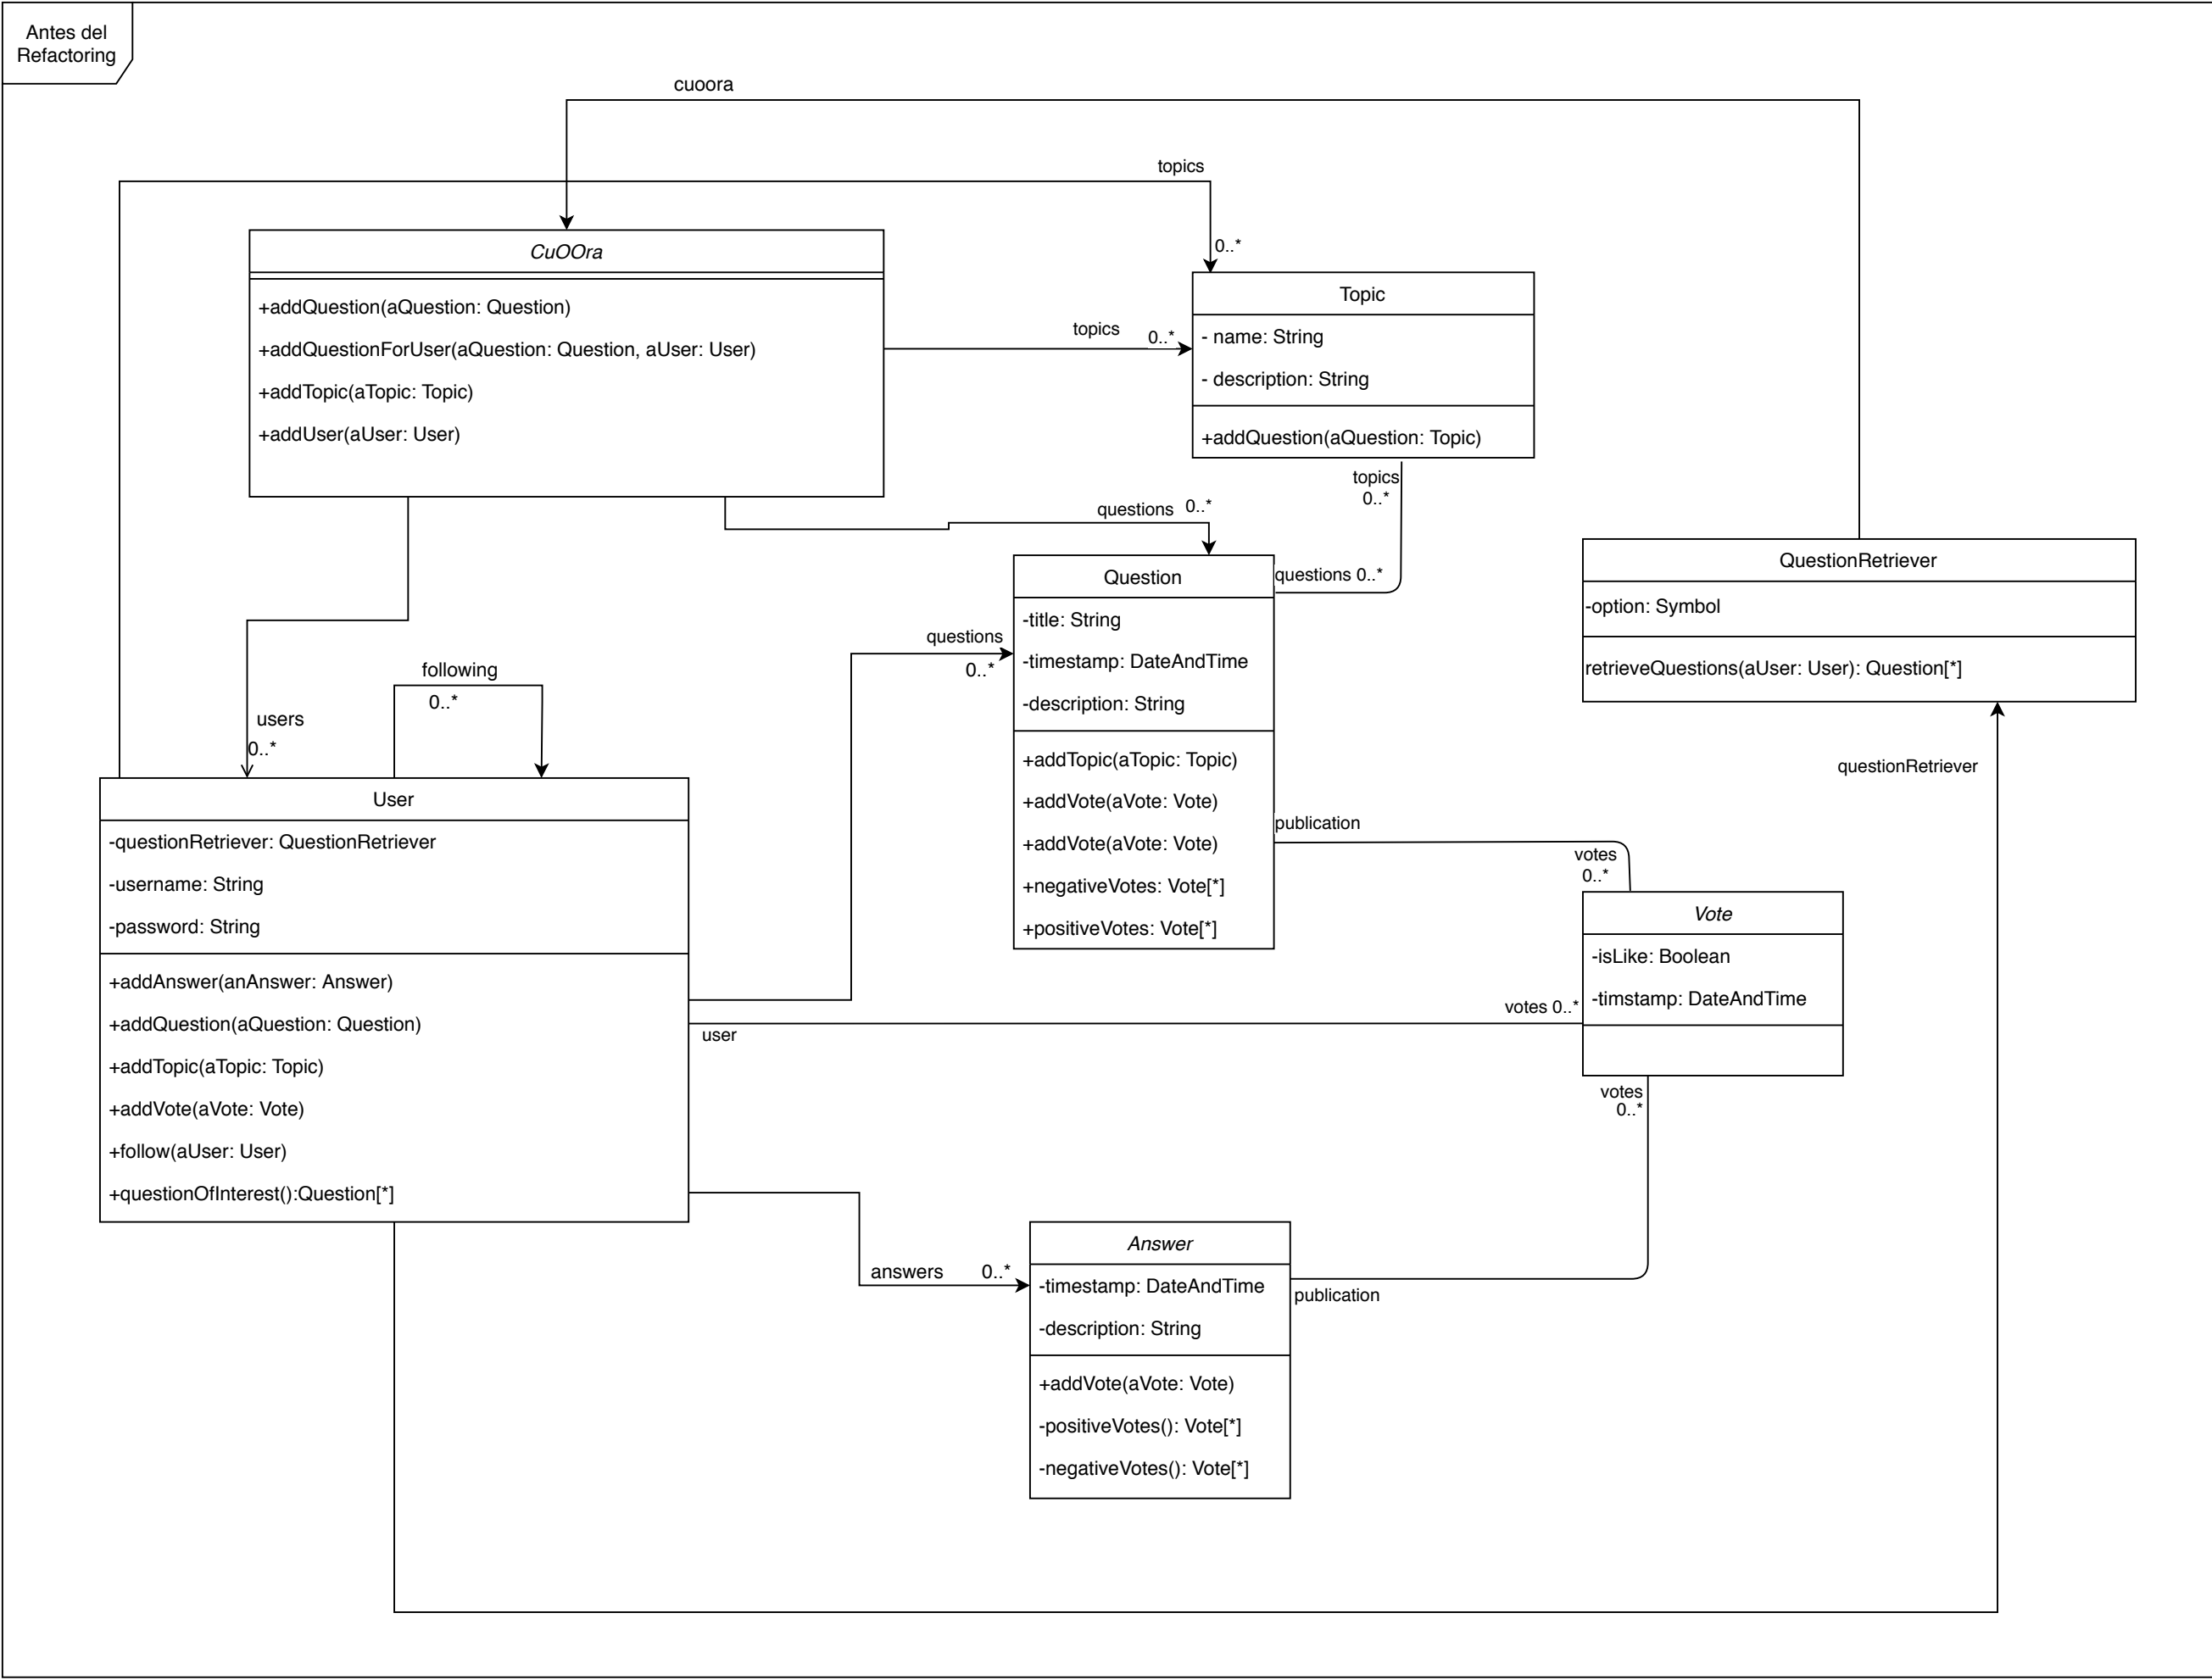 Antes del
Refactoring
cuoora
topics
0..*
CuOOra
+addQuestion(aQuestion: Question)
+addQuestionForUser(aQuestion: Question, aUser: User)
+addTopic(aTopic: Topic)
+addUser(aUser: User)
topics 0..*
Topic
- name: String
- description: String
+addQuestion(aQuestion: Topic)
topics
0..*
questions 0..*
questions 0..*
Question
-title: String
-timestamp: DateAndTime
-description: String
+addTopic(aTopic: Topic)
+addVote(aVote: Vote)
+addVote(aVote: Vote)
+negativeVotes: Vote[*]
+positiveVotes: Vote[*]
QuestionRetriever
-option: Symbol
retrieveQuestions(aUser: User): Question[*]
questionRetriever
questions
0..*
following
0..*
users
0..*
User
-questionRetriever: QuestionRetriever
-username: String
-password: String
+addAnswer(anAnswer: Answer)
+addQuestion(aQuestion: Question)
+addTopic(aTopic: Topic)
+addVote(aVote: Vote)
+follow(aUser: User)
+questionOfInterest():Question[*]
publication
votes
0..*
Vote
-isLike: Boolean
-timstamp: DateAndTime
votes 0..*
user
votes
0..*
answers 0..*
Answer
-timestamp: DateAndTime
-description: String
+addVote(aVote: Vote)
-positiveVotes(): Vote[*]
-negativeVotes(): Vote[*]
publication